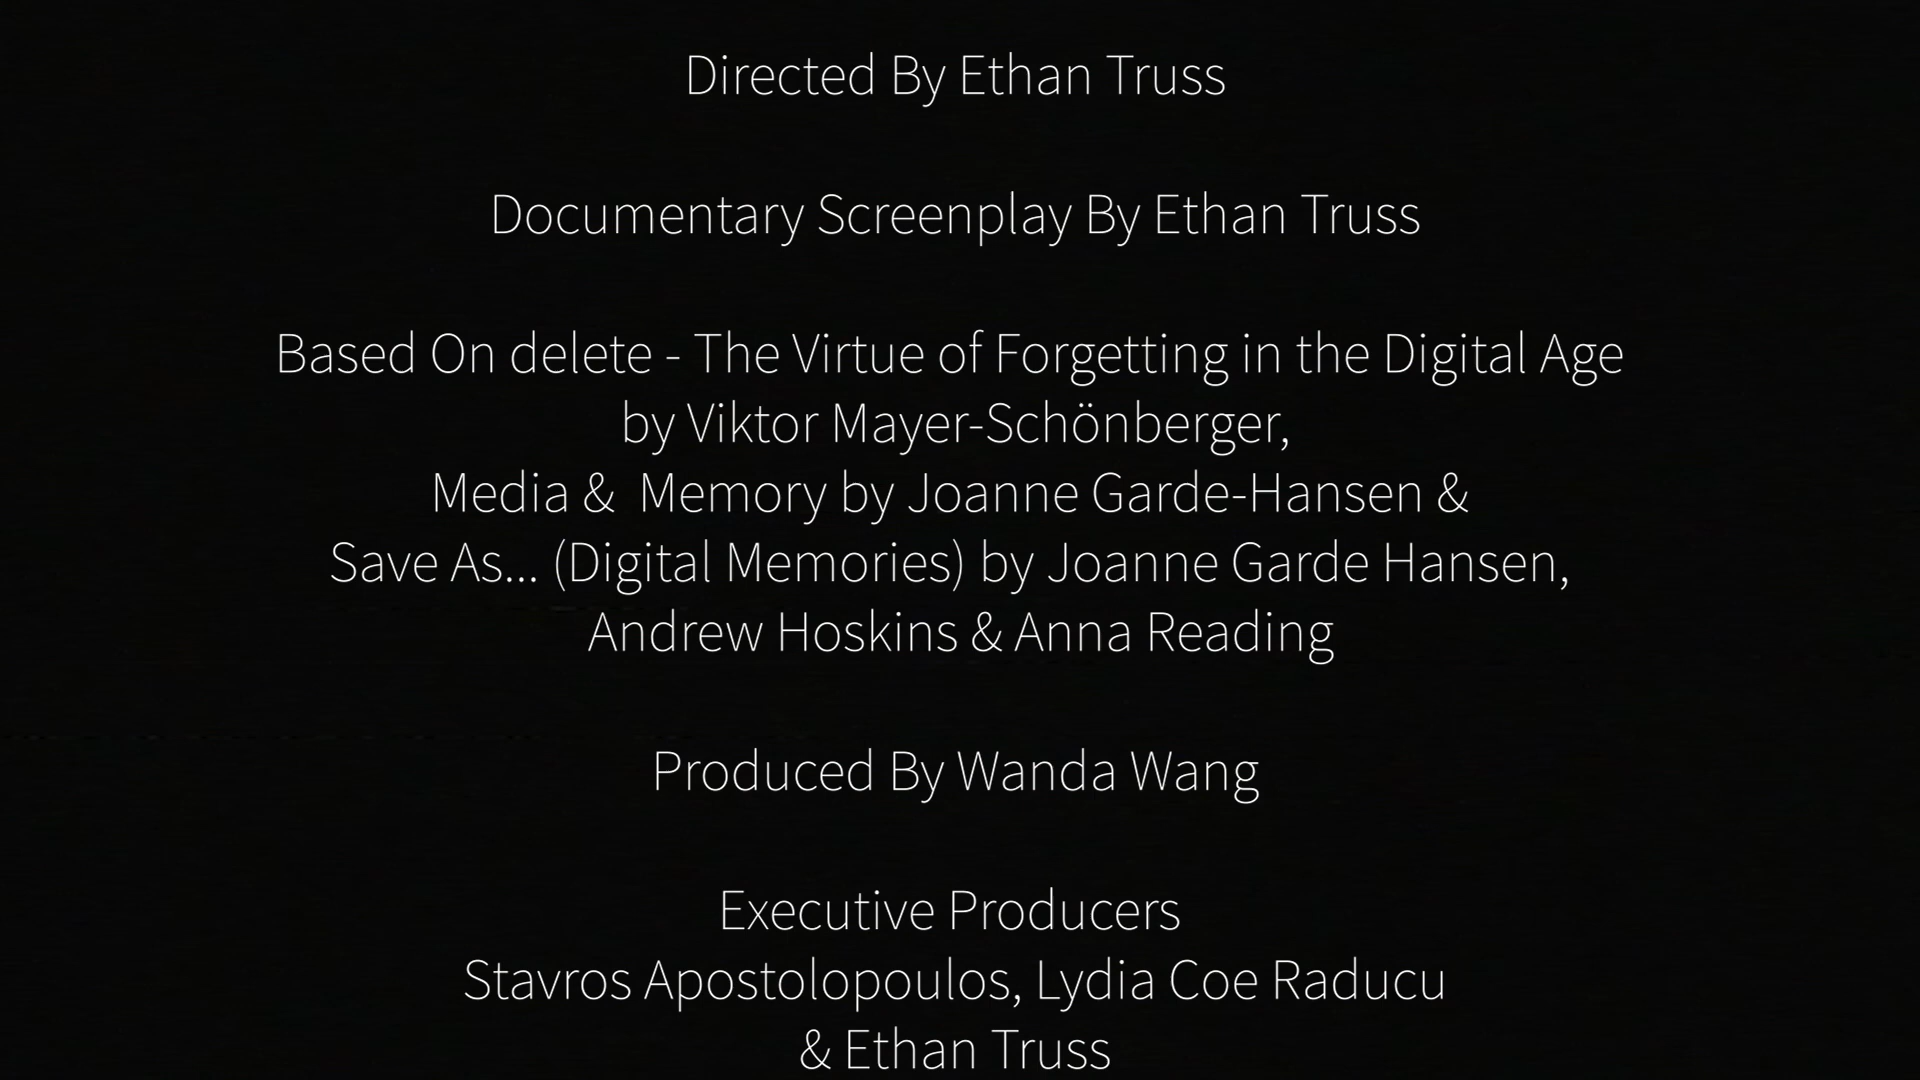 Directed By Ethan Truss
Documentary Screenplay By Ethan Truss
Based On delete - The Virtue of Forgetting in the Digital Age
by Viktor Mayer-Schönberger,
Media &  Memory by Joanne Garde-Hansen &
Save As... (Digital Memories) by Joanne Garde Hansen,
Andrew Hoskins & Anna Reading
Produced By Wanda Wang
Executive Producers
Stavros Apostolopoulos, Lydia Coe Raducu
& Ethan Truss